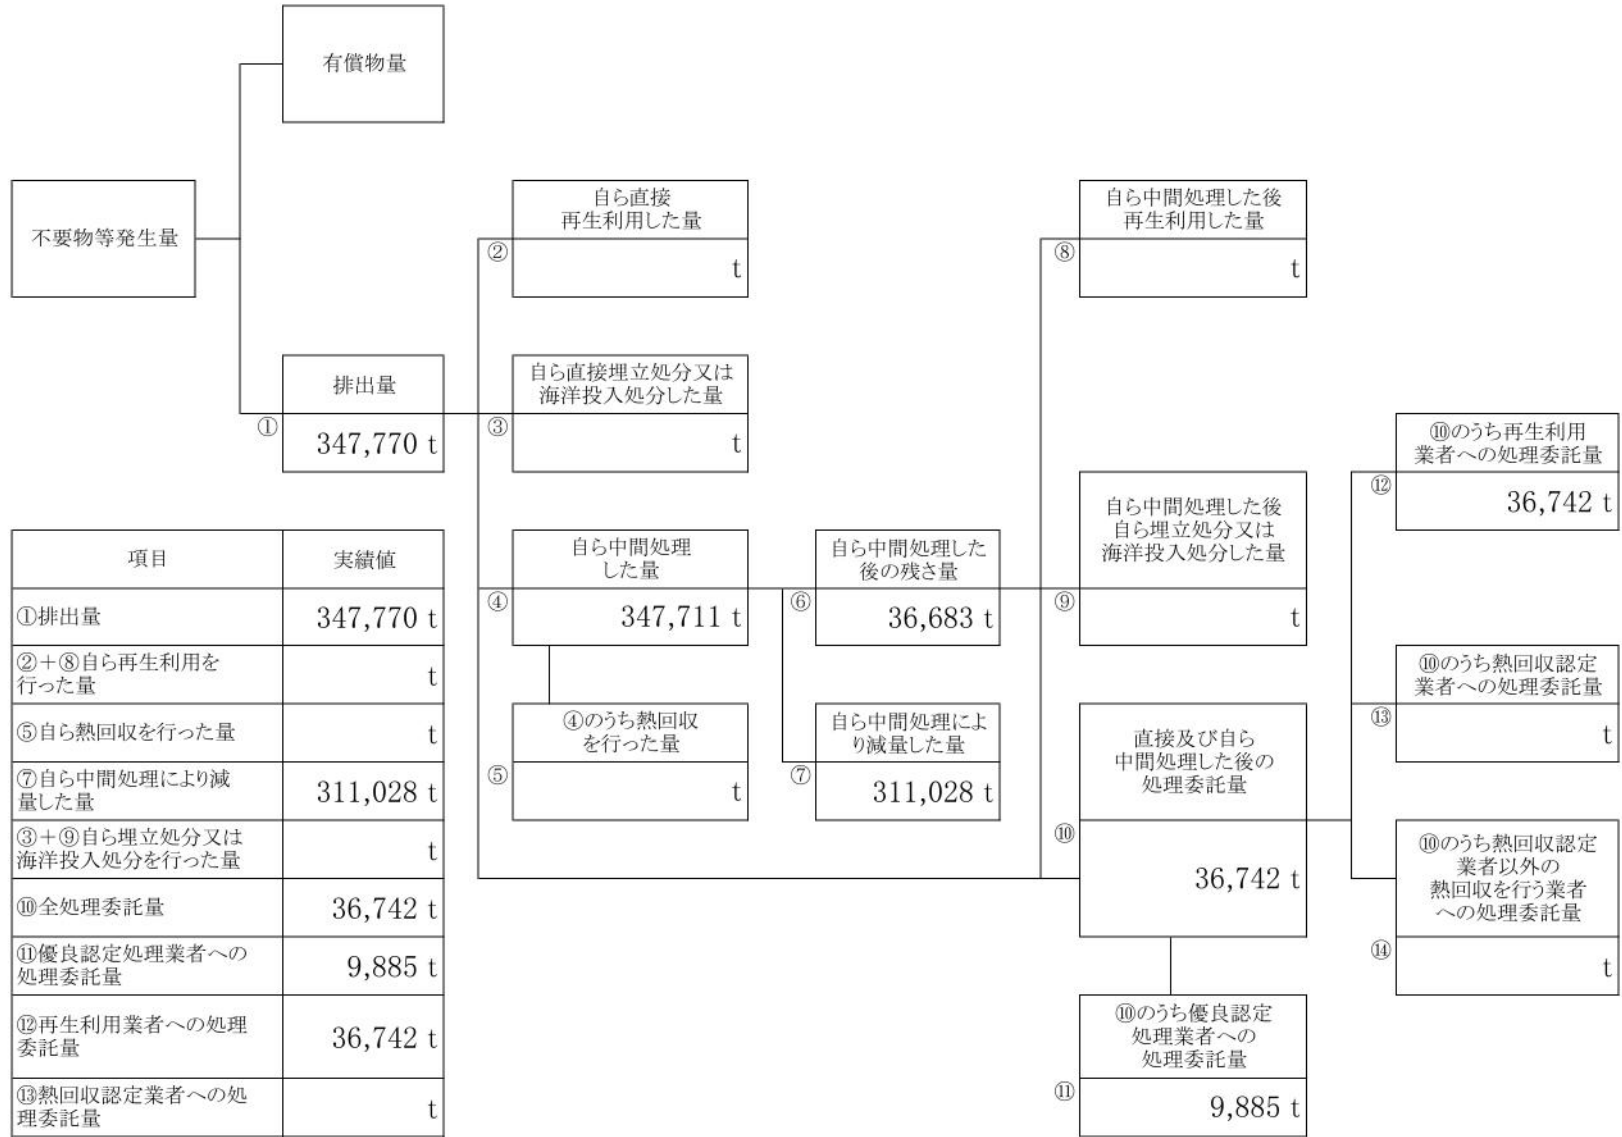 有償物量
不要物等発生量
自ら直接
再生利用した量
②
t
自ら中間処理した後
再生利用した量
⑧
t
排出量
①
347,770 t
自ら直接埋立処分又は
海洋投入処分した量
③
t
⑩のうち再生利用
業者への処理委託量
⑫
36,742 t
自ら中間処理
した量
④
347,711 t
自ら中間処理した
後の残さ量
⑥
36,683 t
自ら中間処理した後
自ら埋立処分又は
海洋投入処分した量
⑨
t
⑩のうち熱回収認定
業者への処理委託量
⑬
t
④のうち熱回収
を行った量
⑤
t
自ら中間処理によ
り減量した量
⑦
311,028 t
直接及び自ら
中間処理した後の
処理委託量
⑩
36,742 t
⑩のうち熱回収認定
業者以外の
熱回収を行う業者
への処理委託量
⑭
t
⑩のうち優良認定
処理業者への
処理委託量
⑪
9,885 t
項目
実績値
①排出量
347,770 t
②＋⑧自ら再生利用を
行った量
t
⑤自ら熱回収を行った量
t
⑦自ら中間処理により減
量した量
311,028 t
③＋⑨自ら埋立処分又は
海洋投入処分を行った量
t
⑩全処理委託量
36,742 t
⑪優良認定処理業者への
処理委託量
9,885 t
⑫再生利用業者への処理
委託量
36,742 t
⑬熱回収認定業者への処
理委託量
t